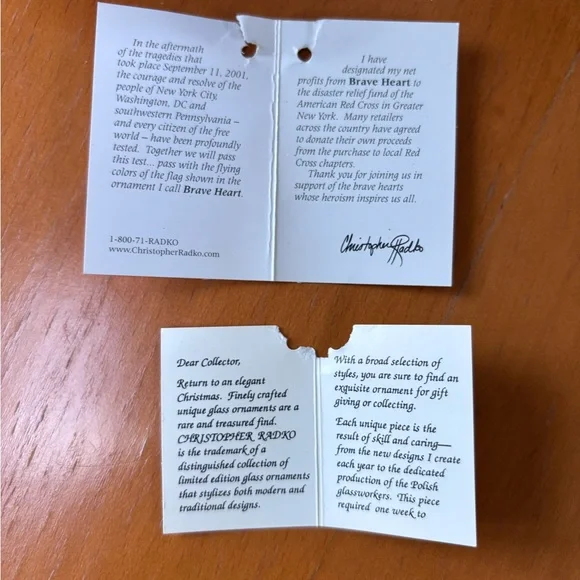 In the aftermath
of the tragedies that
took place September 11, 2001,
the courage and resolve of the
people of New York City,
Washington, DC and
southwestern Pennsylvania –
and every citizen of the free
world – have been profoundly
tested. Together we will pass
this test... pass with the flying
colors of the flag shown in the
ornament I call Brave Heart.
1-800-71-RADKO
www.ChristopherRadko.com
I have
designated my net
profits from Brave Heart to
the disaster relief fund of the
American Red Cross in Greater
New York. Many retailers
across the country have agreed
to donate their own proceeds
from the purchase to local Red
Cross chapters.
Thank you for joining us in
support of the brave hearts
whose heroism inspires us all.
Christopher Radko
Dear Collector,
Return to an elegant
Christmas. Finely crafted
unique glass ornaments are a
rare and treasured find.
CHRISTOPHER RADKO
is the trademark of a
distinguished collection of
limited edition glass ornaments
that stylizes both modern and
traditional designs.
With a broad selection of
styles, you are sure to find an
exquisite ornament for gift
giving or collecting.
Each unique piece is the
result of skill and caring—
from the new designs I create
each year to the dedicated
production of the Polish
glassworkers. This piece
required one week to